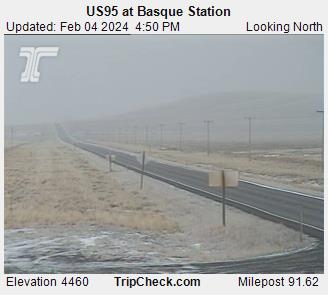 US95 at Basque Station
Updated: Feb 04 2024 4:50 PM Looking North
Elevation 4460 TripCheck.com Milepost 91.62